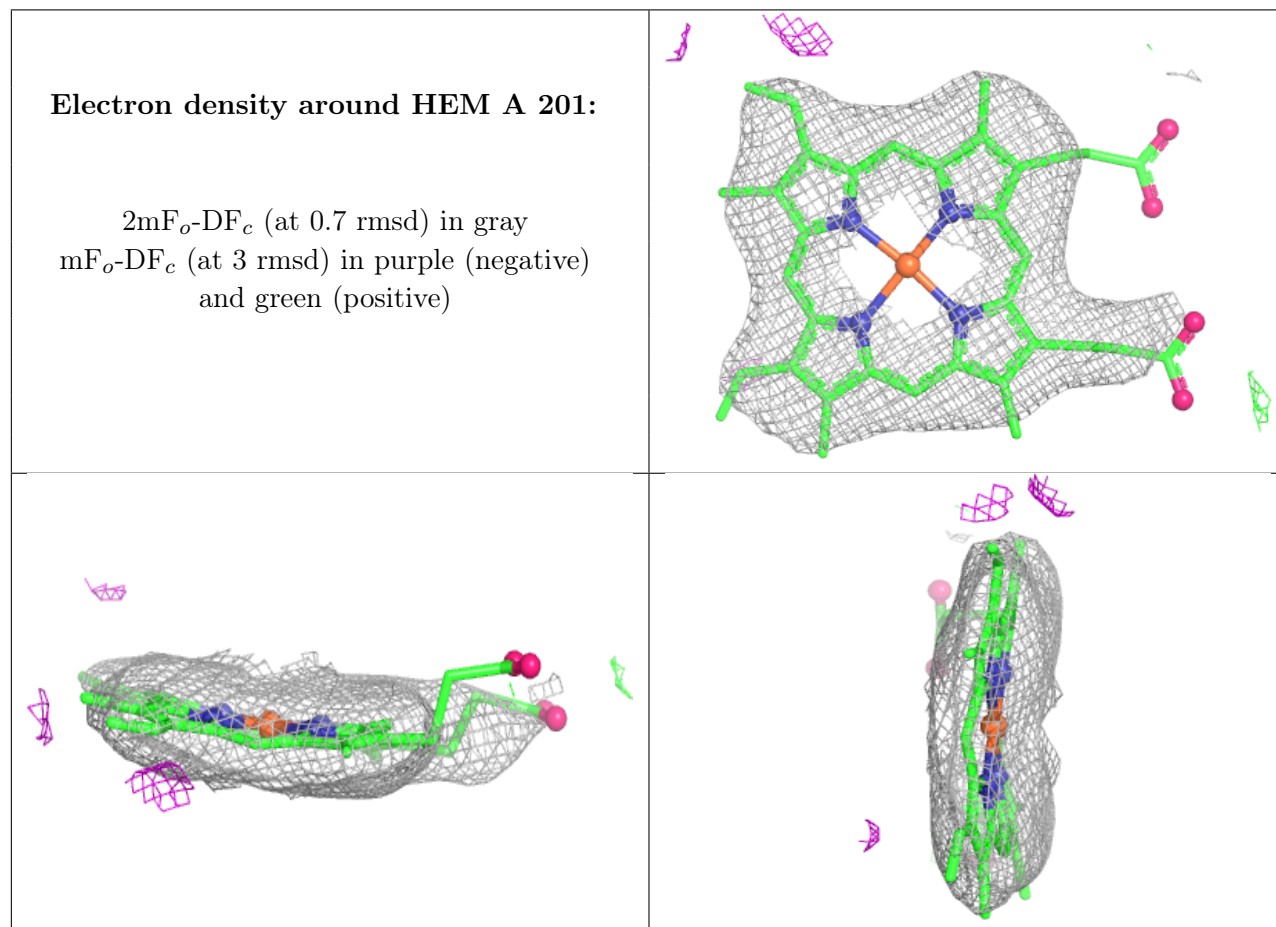 Electron density around HEM A 201:
2mFo-DFc (at 0.7 rmsd) in gray
mFo-DFc (at 3 rmsd) in purple (negative)
and green (positive)